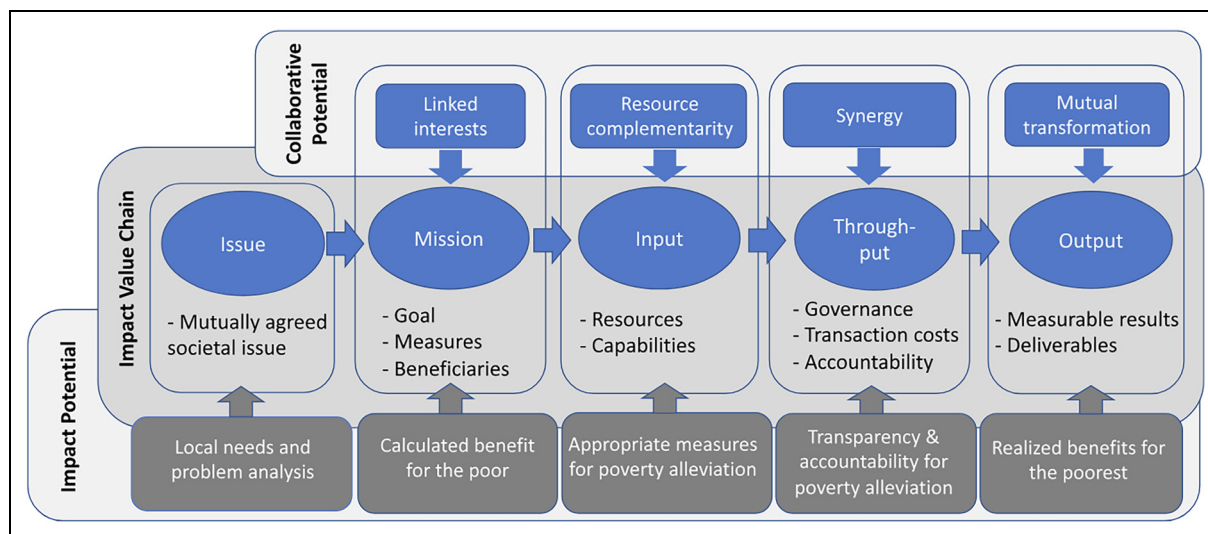 Collaborative
Potential
Linked
interests
Resource
complementarity
Synergy
Mutual
transformation
Impact Value Chain
Issue
Mission
Input
Through-
put
Output
- Mutually agreed
societal issue
- Goal
- Measures
- Beneficiaries
- Resources
- Capabilities
- Governance
- Transaction costs
- Accountability
- Measurable results
- Deliverables
Impact Potential
Local needs and
problem analysis
Calculated benefit
for the poor
Appropriate measures
for poverty alleviation
Transparency &
accountability for
poverty alleviation
Realized benefits for
the poorest